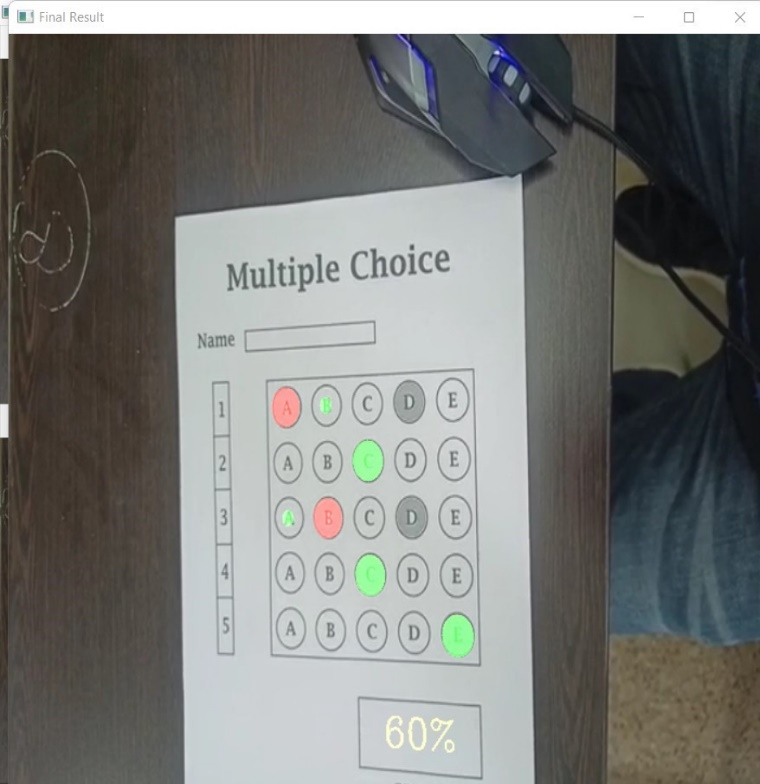 Final Result
Multiple Choice
Name
1 A B C D E
2 A B C D E
3 A B C D E
4 A B C D E
5 A B C D E
60%